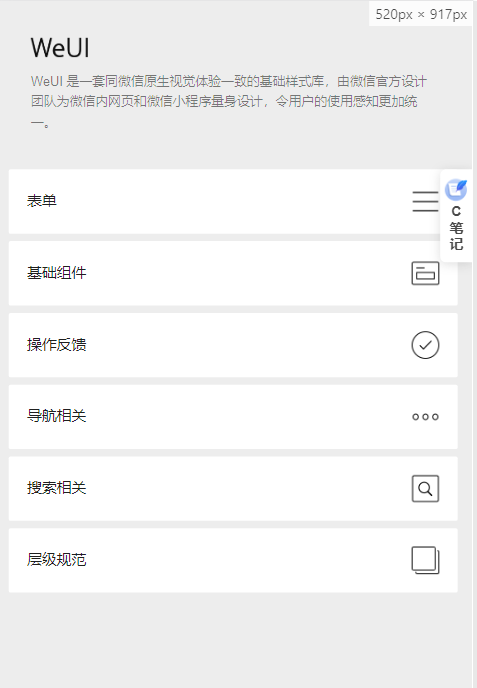 520px × 917px
WeUI
WeUI 是一套同微信原生视觉体验一致的基础样式库，由微信官方设计
团队为微信内网页和微信小程序量身设计，令用户的使用感知更加统
一。
表单
C
笔
记
基础组件
操作反馈
导航相关
搜索相关
层级规范